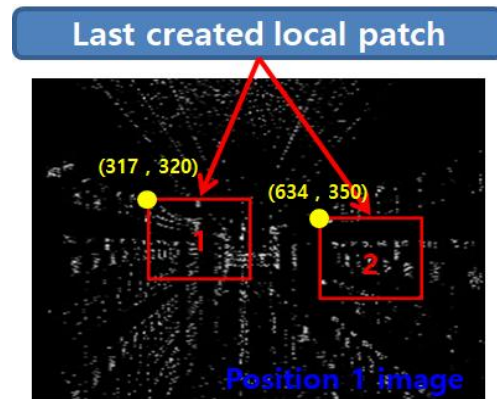 Last created local patch
(317 , 320)
(634 , 350)
1
2
Position 1 image